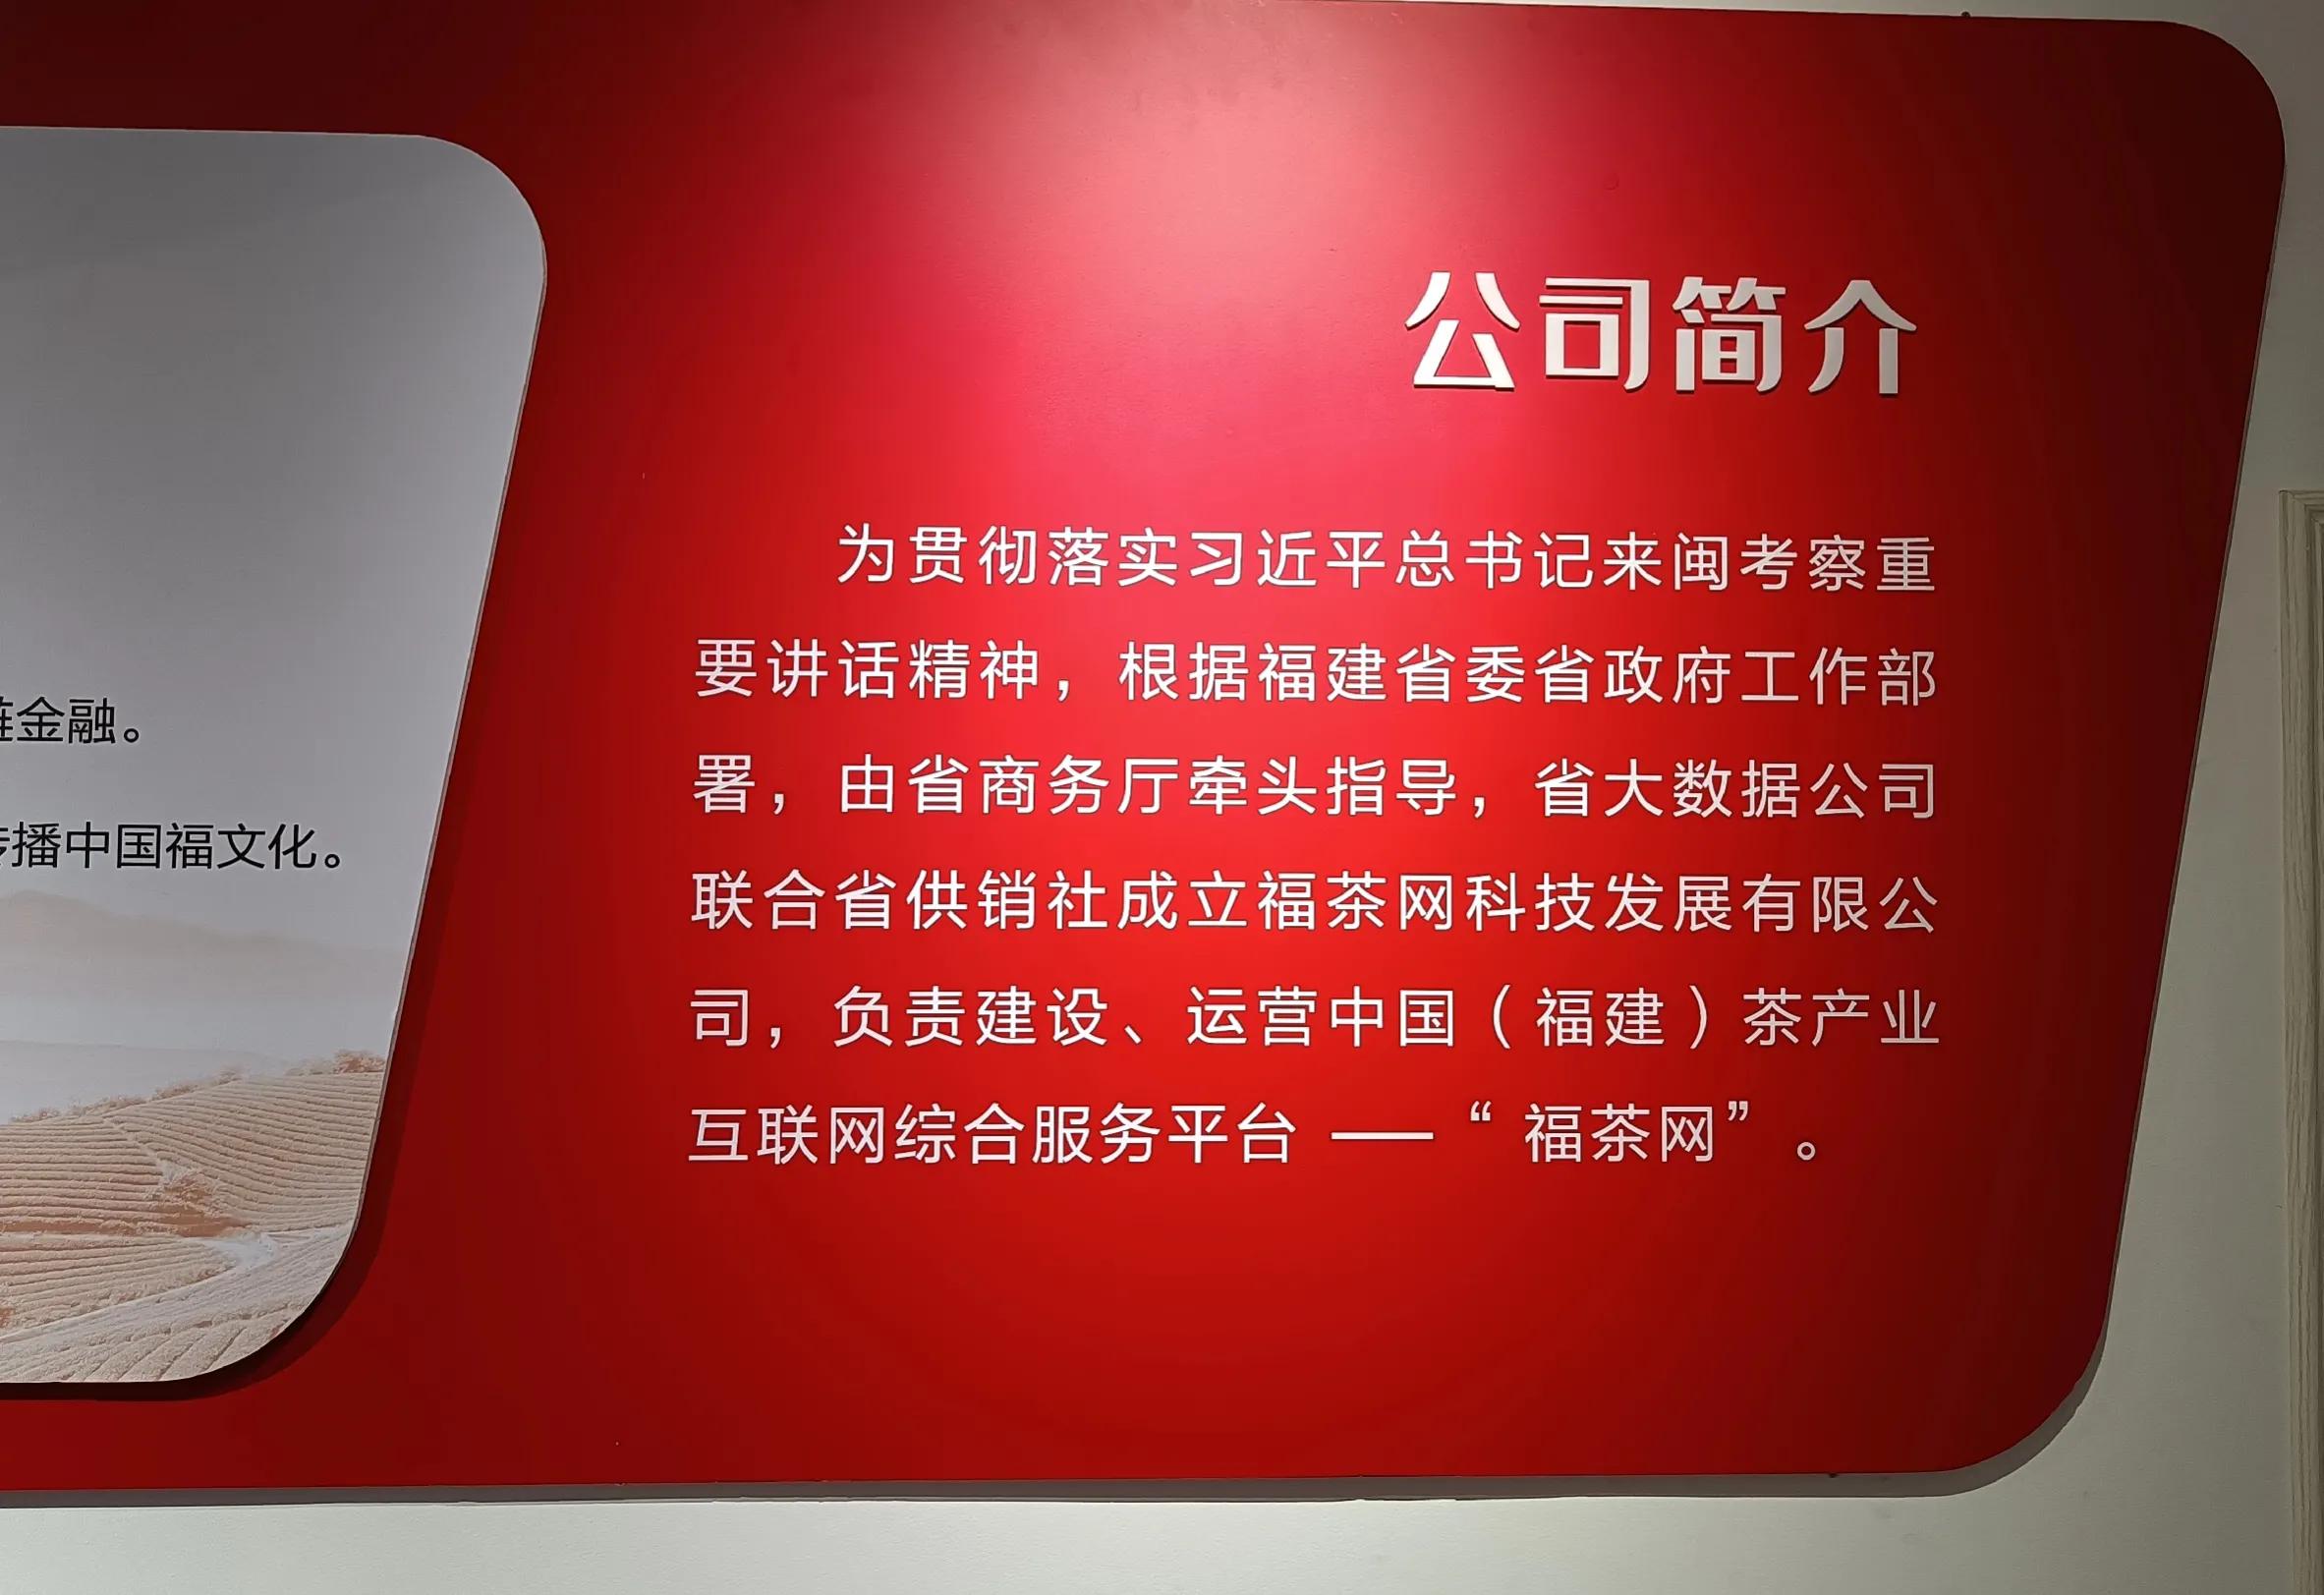 公司简介
为贯彻落实习近平总书记来闽考察重
要讲话精神，根据福建省委省政府工作部
署，由省商务厅牵头指导，省大数据公司
联合省供销社成立福茶网科技发展有限公
司，负责建设、运营中国（福建）茶产业
互联网综合服务平台 ——“ 福茶网” 。
金融。
播中国福文化。